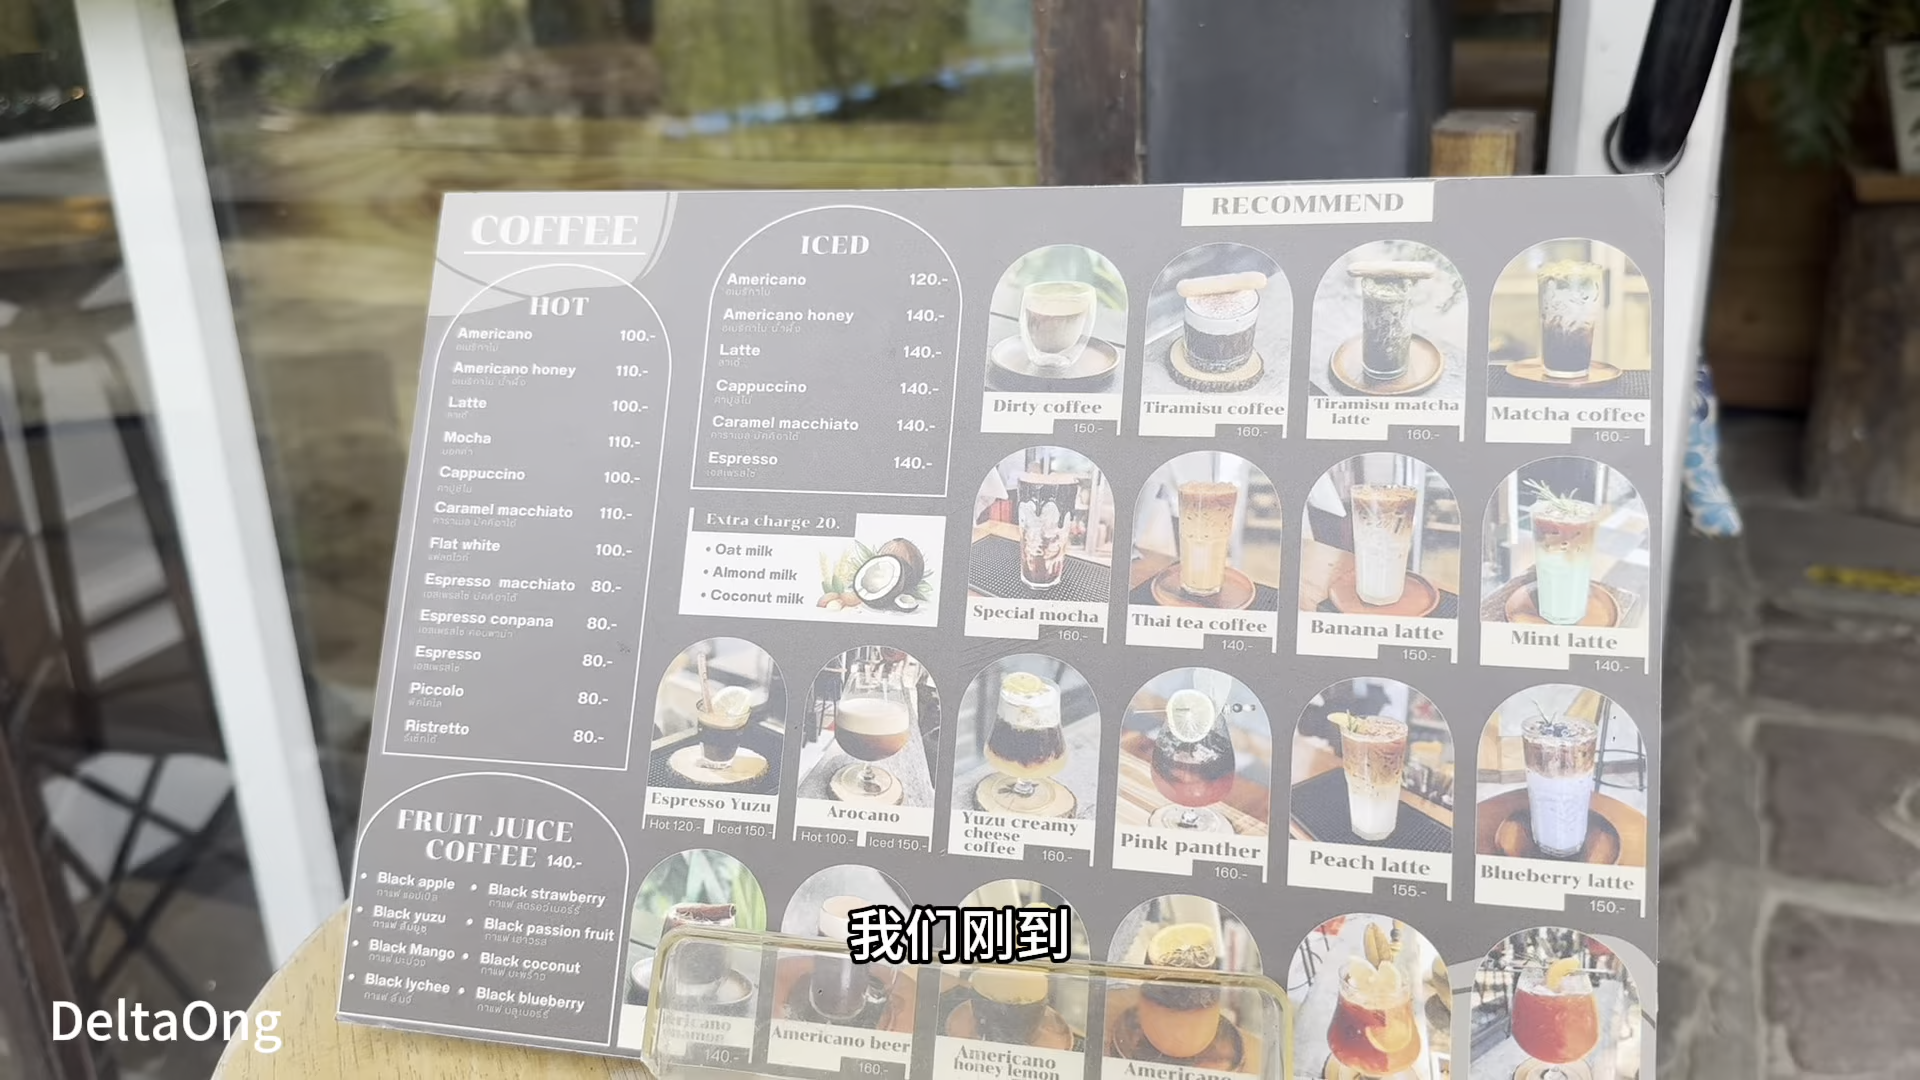 COFFEE
HOT
Americano 100.-
อเมริกาโน่
Americano honey 110.-
อเมริกาโน่ น้ำผึ้ง
Latte 100.-
ลาเต้
Mocha 110.-
มอคค่า
Cappuccino 100.-
คาปูชิโน่
Caramel macchiato 110.-
คาราเมล มัคคิอาโต้
Flat white 100.-
แฟลตไวท์
Espresso macchiato 80.-
เอสเพรสโซ่ มัคคิอาโต้
Espresso conpana 80.-
เอสเพรสโซ่ คอนพาน่า
Espresso 80.-
เอสเพรสโซ่
Piccolo 80.-
พิคโคโล่
Ristretto 80.-
FRUIT JUICE
COFFEE 140.-
• Black apple • Black strawberry
กาแฟ แอปเปิ้ล กาแฟ สตรอว์เบอร์รี่
• Black yuzu • Black passion fruit
กาแฟ ส้มยูซุ กาแฟ เสาวรส
• Black Mango • Black coconut
กาแฟ มะม่วง กาแฟ มะพร้าว
• Black lychee • Black blueberry
กาแฟ ลิ้นจี่ กาแฟ บลูเบอร์รี่
ICED
Americano 120.-
อเมริกาโน่
Americano honey 140.-
อเมริกาโน่ น้ำผึ้ง
Latte 140.-
ลาเต้
Cappuccino 140.-
คาปูชิโน่
Caramel macchiato 140.-
คาราเมล มัคคิอาโต้
Espresso 140.-
เอสเพรสโซ่
Extra charge 20.
• Oat milk
• Almond milk
• Coconut milk
RECOMMEND
Dirty coffee
150.-
Tiramisu coffee
160.-
Tiramisu matcha
latte
160.-
Matcha coffee
160.-
Special mocha
160.-
Thai tea coffee
140.-
Banana latte
150.-
Mint latte
140.-
Espresso Yuzu
Hot 120.- Iced 150.-
Arocano
Hot 100.- Iced 150.-
Yuzu creamy
cheese
coffee 160.-
Pink panther
160.-
Peach latte
155.-
Blueberry latte
150.-
140.-
Americano beer
160.-
Americano
honey lemon
Americano
我们刚到
DeltaOng